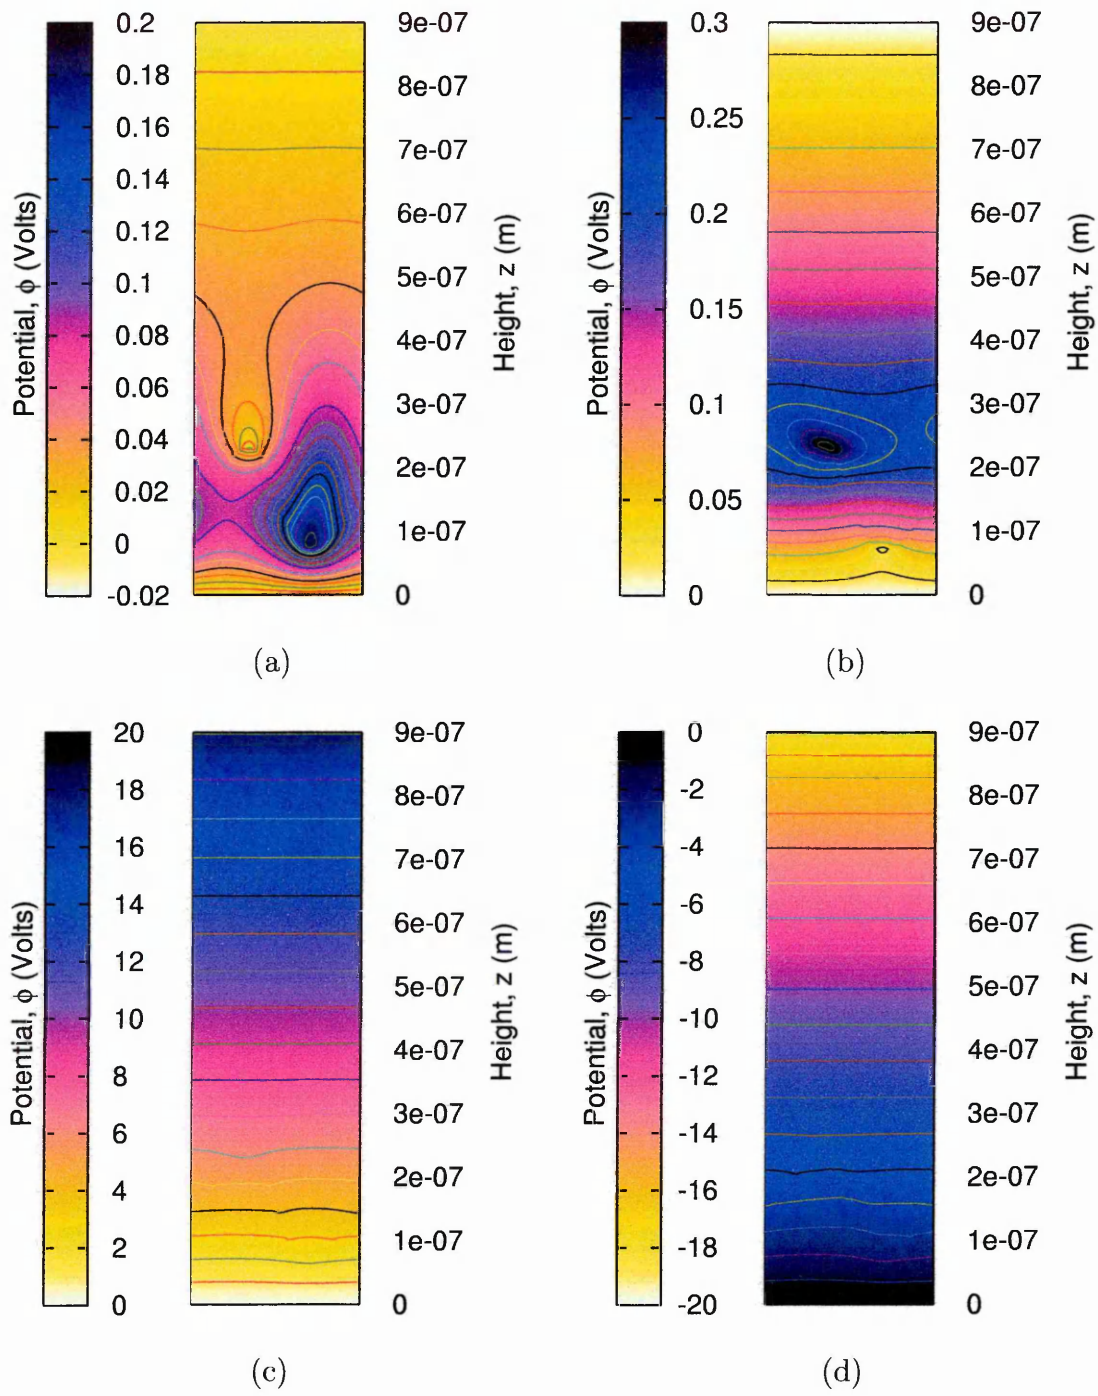 0.2
0.18
0.16
0.14
0.12
0.1
0.08
0.06
0.04
0.02
0
-0.02
Potential, ϕ (Volts)
9e-07
8e-07
7e-07
6e-07
5e-07
4e-07
3e-07
2e-07
1e-07
0
Height, z (m)
(a)
0.3
0.25
0.2
0.15
0.1
0.05
0
Potential, ϕ (Volts)
9e-07
8e-07
7e-07
6e-07
5e-07
4e-07
3e-07
2e-07
1e-07
0
Height, z (m)
(b)
20
18
16
14
12
10
8
6
4
2
0
Potential, ϕ (Volts)
9e-07
8e-07
7e-07
6e-07
5e-07
4e-07
3e-07
2e-07
1e-07
0
Height, z (m)
(c)
0
-2
-4
-6
-8
-10
-12
-14
-16
-18
-20
Potential, ϕ (Volts)
9e-07
8e-07
7e-07
6e-07
5e-07
4e-07
3e-07
2e-07
1e-07
0
Height, z (m)
(d)